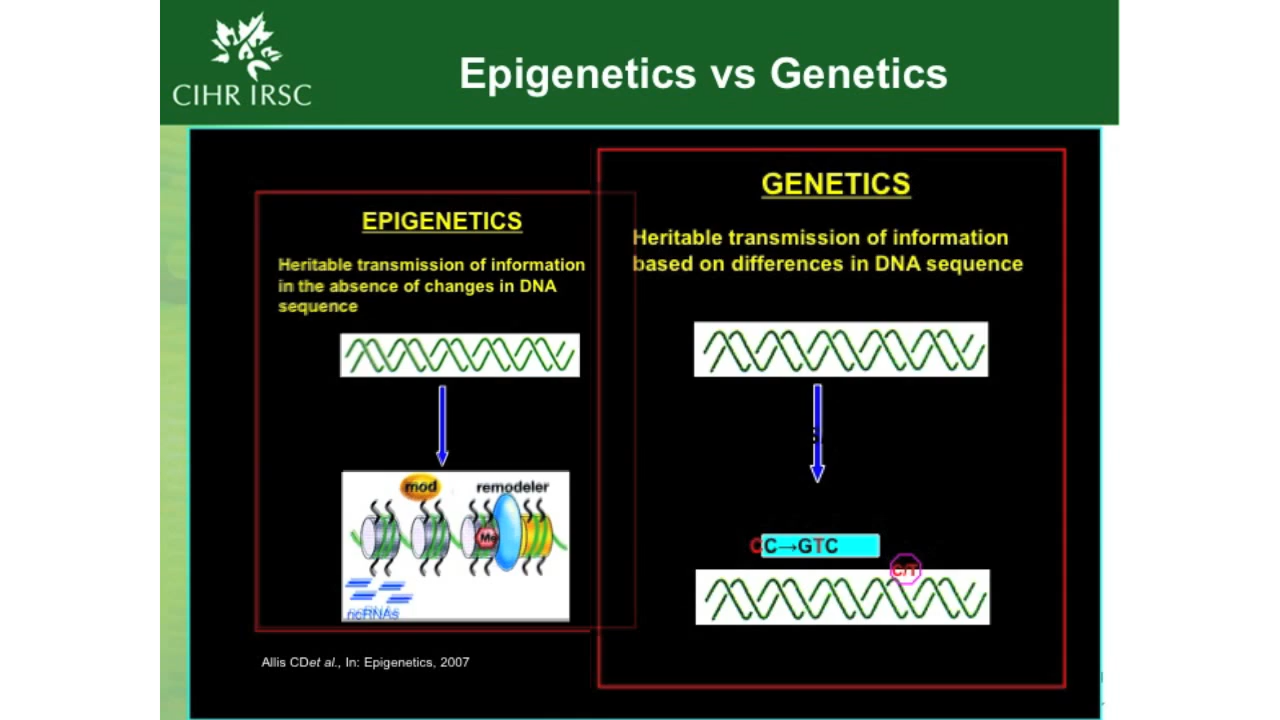 CIHR IRSC
Epigenetics vs Genetics
EPIGENETICS
Heritable transmission of information
in the absence of changes in DNA
sequence
mod
remodeler
Me
ncRNAs
Allis CDet al., In: Epigenetics, 2007
GENETICS
Heritable transmission of information
based on differences in DNA sequence
CC→GTC
C/T